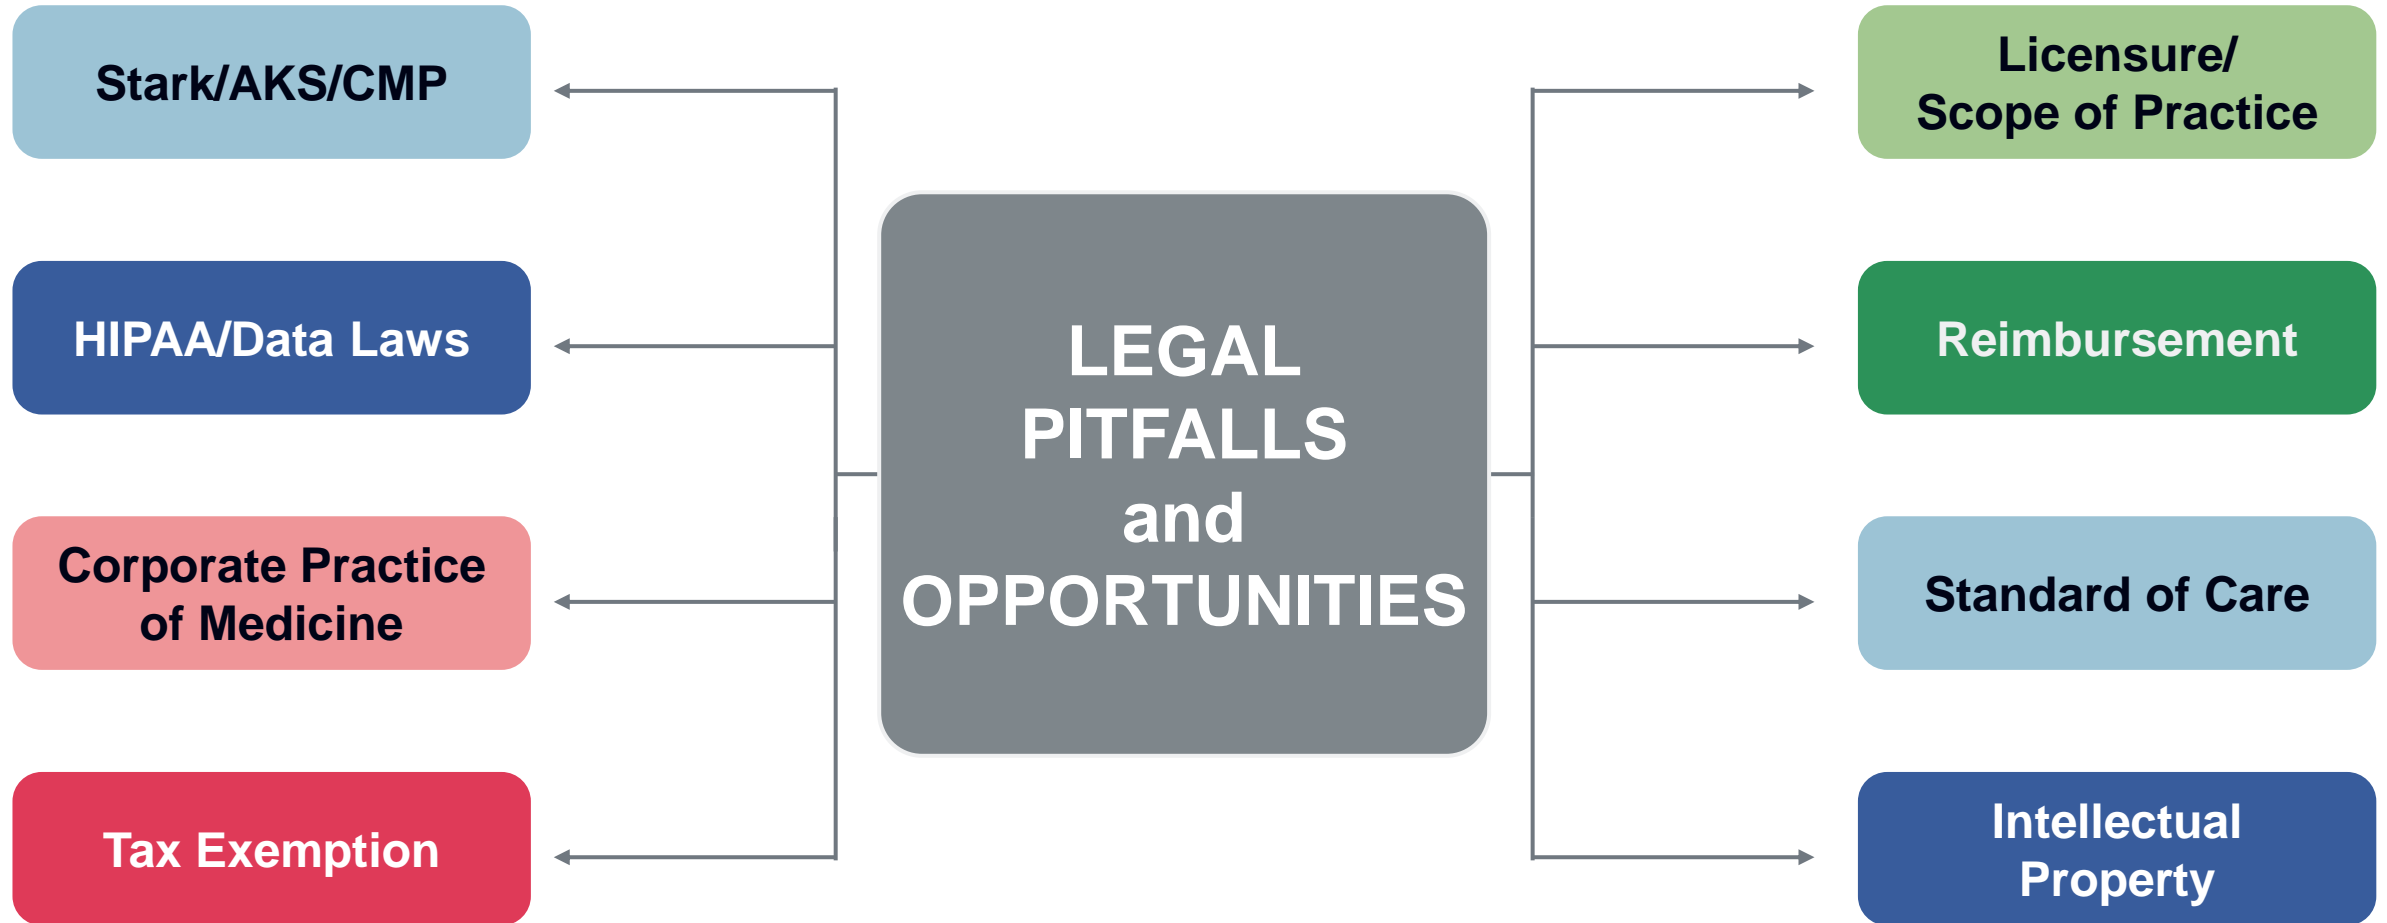 Stark/AKS/CMP
HIPAA/Data Laws
Corporate Practice
of Medicine
Tax Exemption
LEGAL
PITFALLS
and
OPPORTUNITIES
Licensure/
Scope of Practice
Reimbursement
Standard of Care
Intellectual
Property